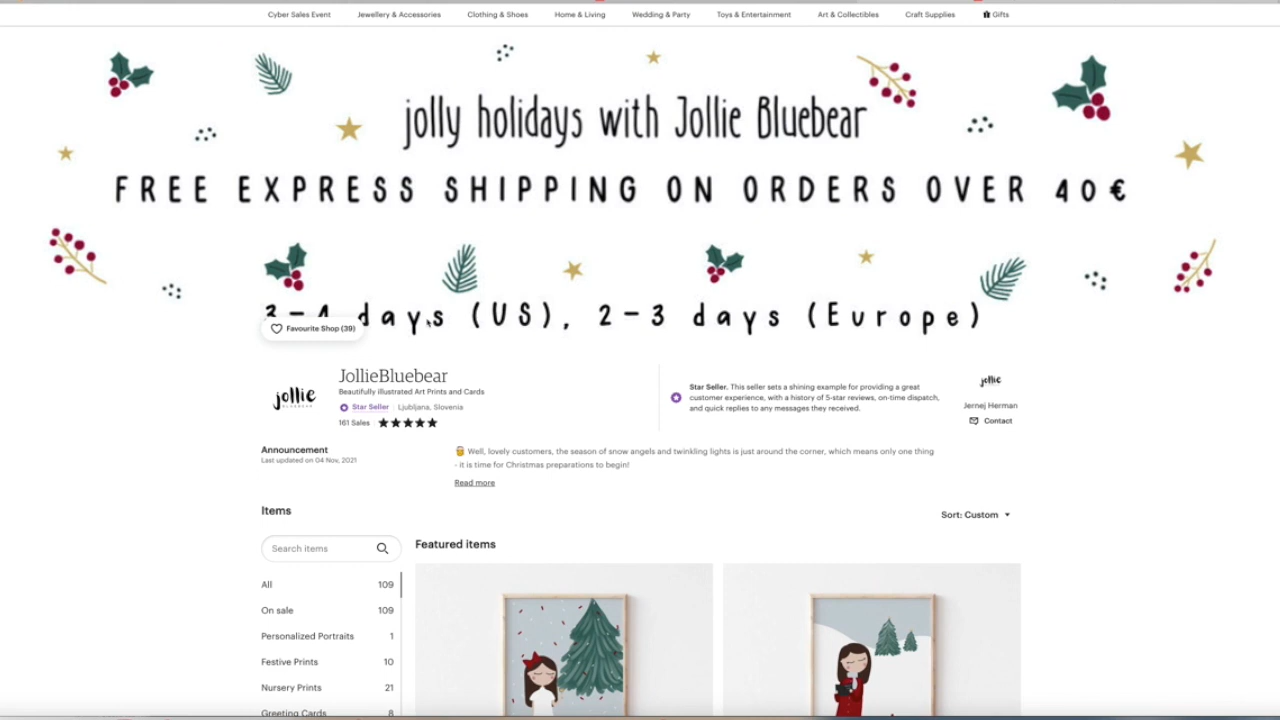 Cyber Sales Event Jewellery & Accessories Clothing & Shoes Home & Living Wedding & Party Toys & Entertainment Art & Collectibles Craft Supplies Gifts
jolly holidays with Jollie Bluebear
FREE EXPRESS SHIPPING ON ORDERS OVER 40€
3-4 days (US), 2-3 days (Europe)
Favourite Shop (39)
jollie
BLUEBEAR
JollieBluebear
Beautifully illustrated Art Prints and Cards
Star Seller Ljubljana, Slovenia
161 Sales
Star Seller. This seller sets a shining example for providing a great
customer experience, with a history of 5-star reviews, on-time dispatch,
and quick replies to any messages they received.
jollie
Jernej Herman
Contact
Announcement
Last updated on 04 Nov, 2021
Well, lovely customers, the season of snow angels and twinkling lights is just around the corner, which means only one thing
- it is time for Christmas preparations to begin!
Read more
Items
Sort: Custom
Search items
Featured items
All 109
On sale 109
Personalized Portraits 1
Festive Prints 10
Nursery Prints 21
Greeting Cards 8